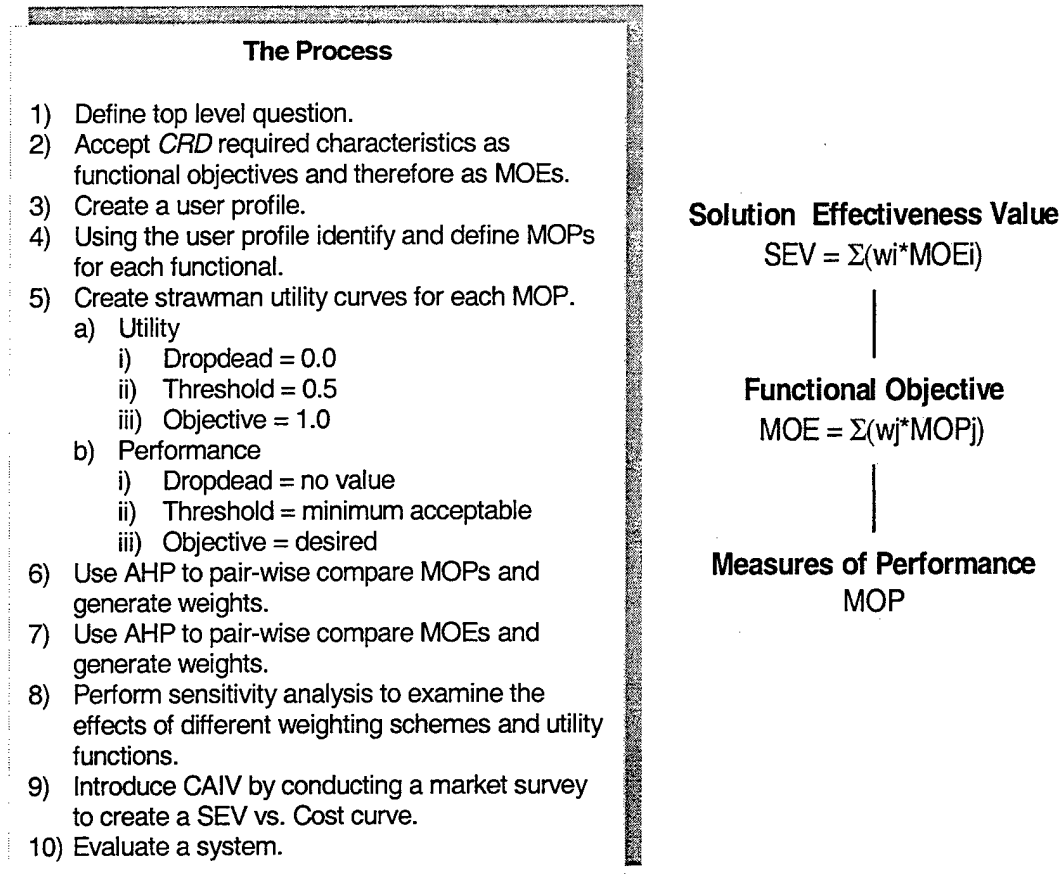 The Process
1) Define top level question.
2) Accept CRD required characteristics as
functional objectives and therefore as MOEs.
3) Create a user profile.
4) Using the user profile identify and define MOPs
for each functional.
5) Create strawman utility curves for each MOP.
a) Utility
i) Dropdead = 0.0
ii) Threshold = 0.5
iii) Objective = 1.0
b) Performance
i) Dropdead = no value
ii) Threshold = minimum acceptable
iii) Objective = desired
6) Use AHP to pair-wise compare MOPs and
generate weights.
7) Use AHP to pair-wise compare MOEs and
generate weights.
8) Perform sensitivity analysis to examine the
effects of different weighting schemes and utility
functions.
9) Introduce CAIV by conducting a market survey
to create a SEV vs. Cost curve.
10) Evaluate a system.
Solution Effectiveness Value
SEV = Σ(wi*MOEi)
Functional Objective
MOE = Σ(wj*MOPj)
Measures of Performance
MOP